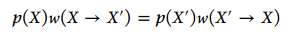 p(X)w(X → X′) = p(X′)w(X′ → X)